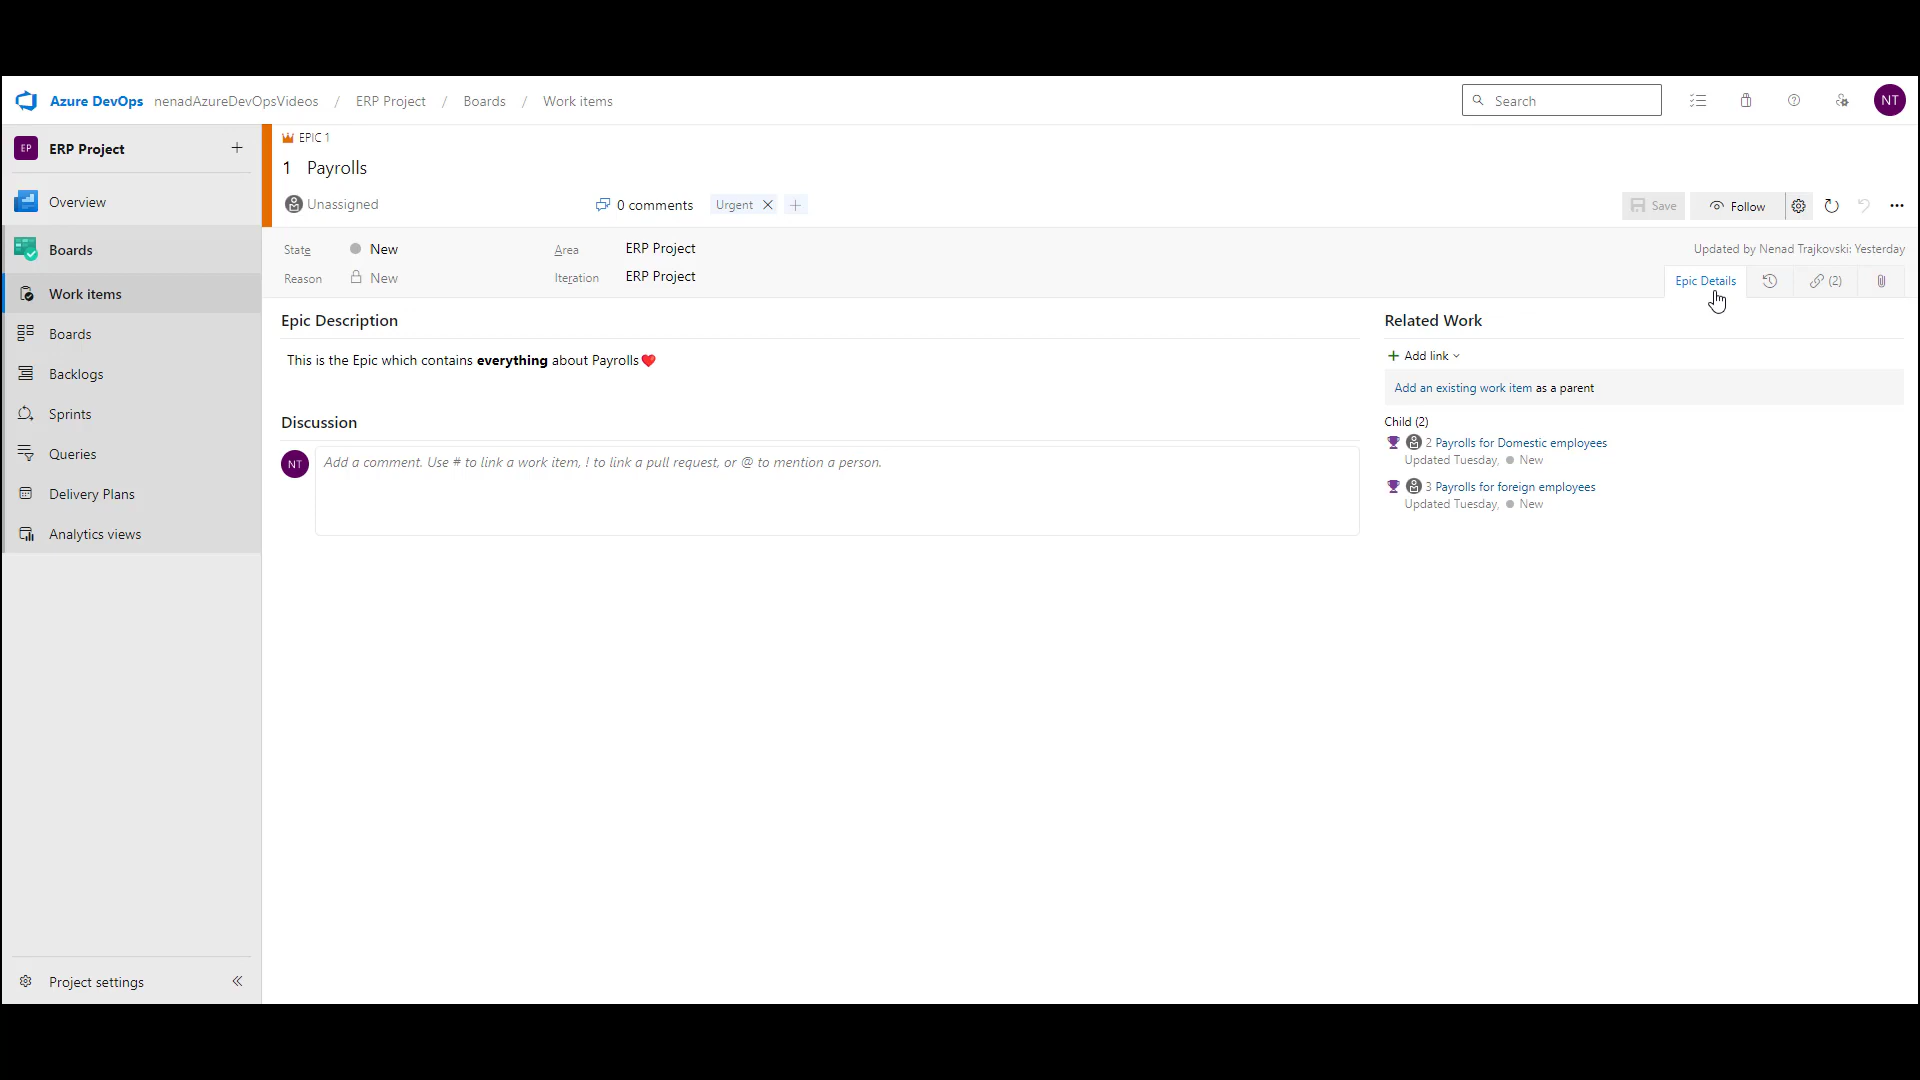 Azure DevOps nenadAzureDevOpsVideos / ERP Project / Boards / Work items
Search
NT
EP ERP Project
Overview
Boards
Work items
Boards
Backlogs
Sprints
Queries
Delivery Plans
Analytics views
Project settings
EPIC 1
1 Payrolls
Unassigned
0 comments
Urgent
Save
Follow
State New
Area ERP Project
Updated by Nenad Trajkovski: Yesterday
Reason New
Iteration ERP Project
Epic Details
(2)
Epic Description
This is the Epic which contains everything about Payrolls❤️
Discussion
NT
Add a comment. Use # to link a work item, ! to link a pull request, or @ to mention a person.
Related Work
Add link
Add an existing work item as a parent
Child (2)
2 Payrolls for Domestic employees
Updated Tuesday, New
3 Payrolls for foreign employees
Updated Tuesday, New